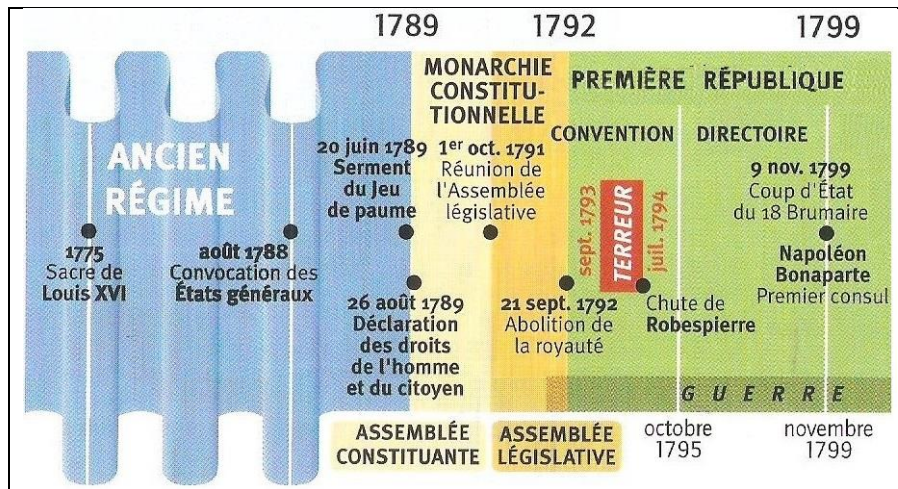 1789
1792
1799
MONARCHIE
CONSTITU-
TIONNELLE
PREMIÈRE RÉPUBLIQUE
CONVENTION
DIRECTOIRE
ANCIEN
RÉGIME
1775
Sacre de
Louis XVI
août 1788
Convocation des
États généraux
20 juin 1789
Serment
du Jeu
de paume
26 août 1789
Déclaration
des droits
de l'homme
et du citoyen
1er oct. 1791
Réunion de
l'Assemblée
législative
21 sept. 1792
Abolition de
la royauté
sept. 1793
TERREUR
juil. 1794
Chute de
Robespierre
9 nov. 1799
Coup d'État
du 18 Brumaire
Napoléon
Bonaparte
Premier consul
GUERRE
ASSEMBLÉE
CONSTITUANTE
ASSEMBLÉE
LÉGISLATIVE
octobre
1795
novembre
1799